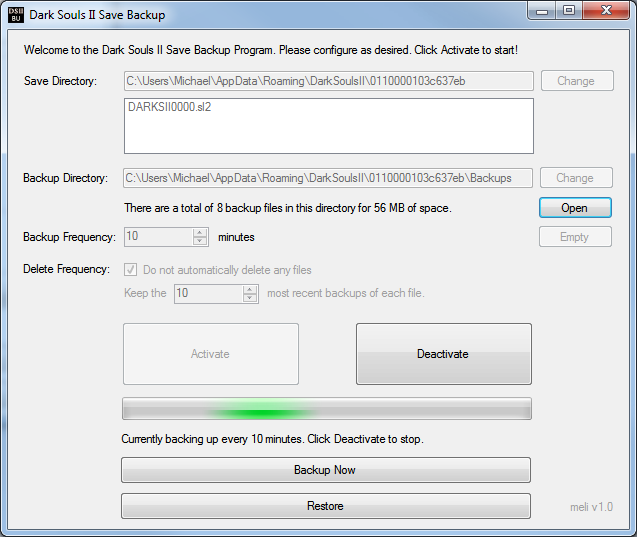 DSII
BU
Dark Souls II Save Backup
Welcome to the Dark Souls II Save Backup Program. Please configure as desired. Click Activate to start!
Save Directory: C:\Users\Michael\AppData\Roaming\DarkSoulsII\0110000103c637eb Change
DARKSII0000.sl2
Backup Directory: C:\Users\Michael\AppData\Roaming\DarkSoulsII\0110000103c637eb\Backups Change
There are a total of 8 backup files in this directory for 56 MB of space. Open
Backup Frequency: 10 minutes Empty
Delete Frequency: Do not automatically delete any files
Keep the 10 most recent backups of each file.
Activate Deactivate
Currently backing up every 10 minutes. Click Deactivate to stop.
Backup Now
Restore meli v1.0